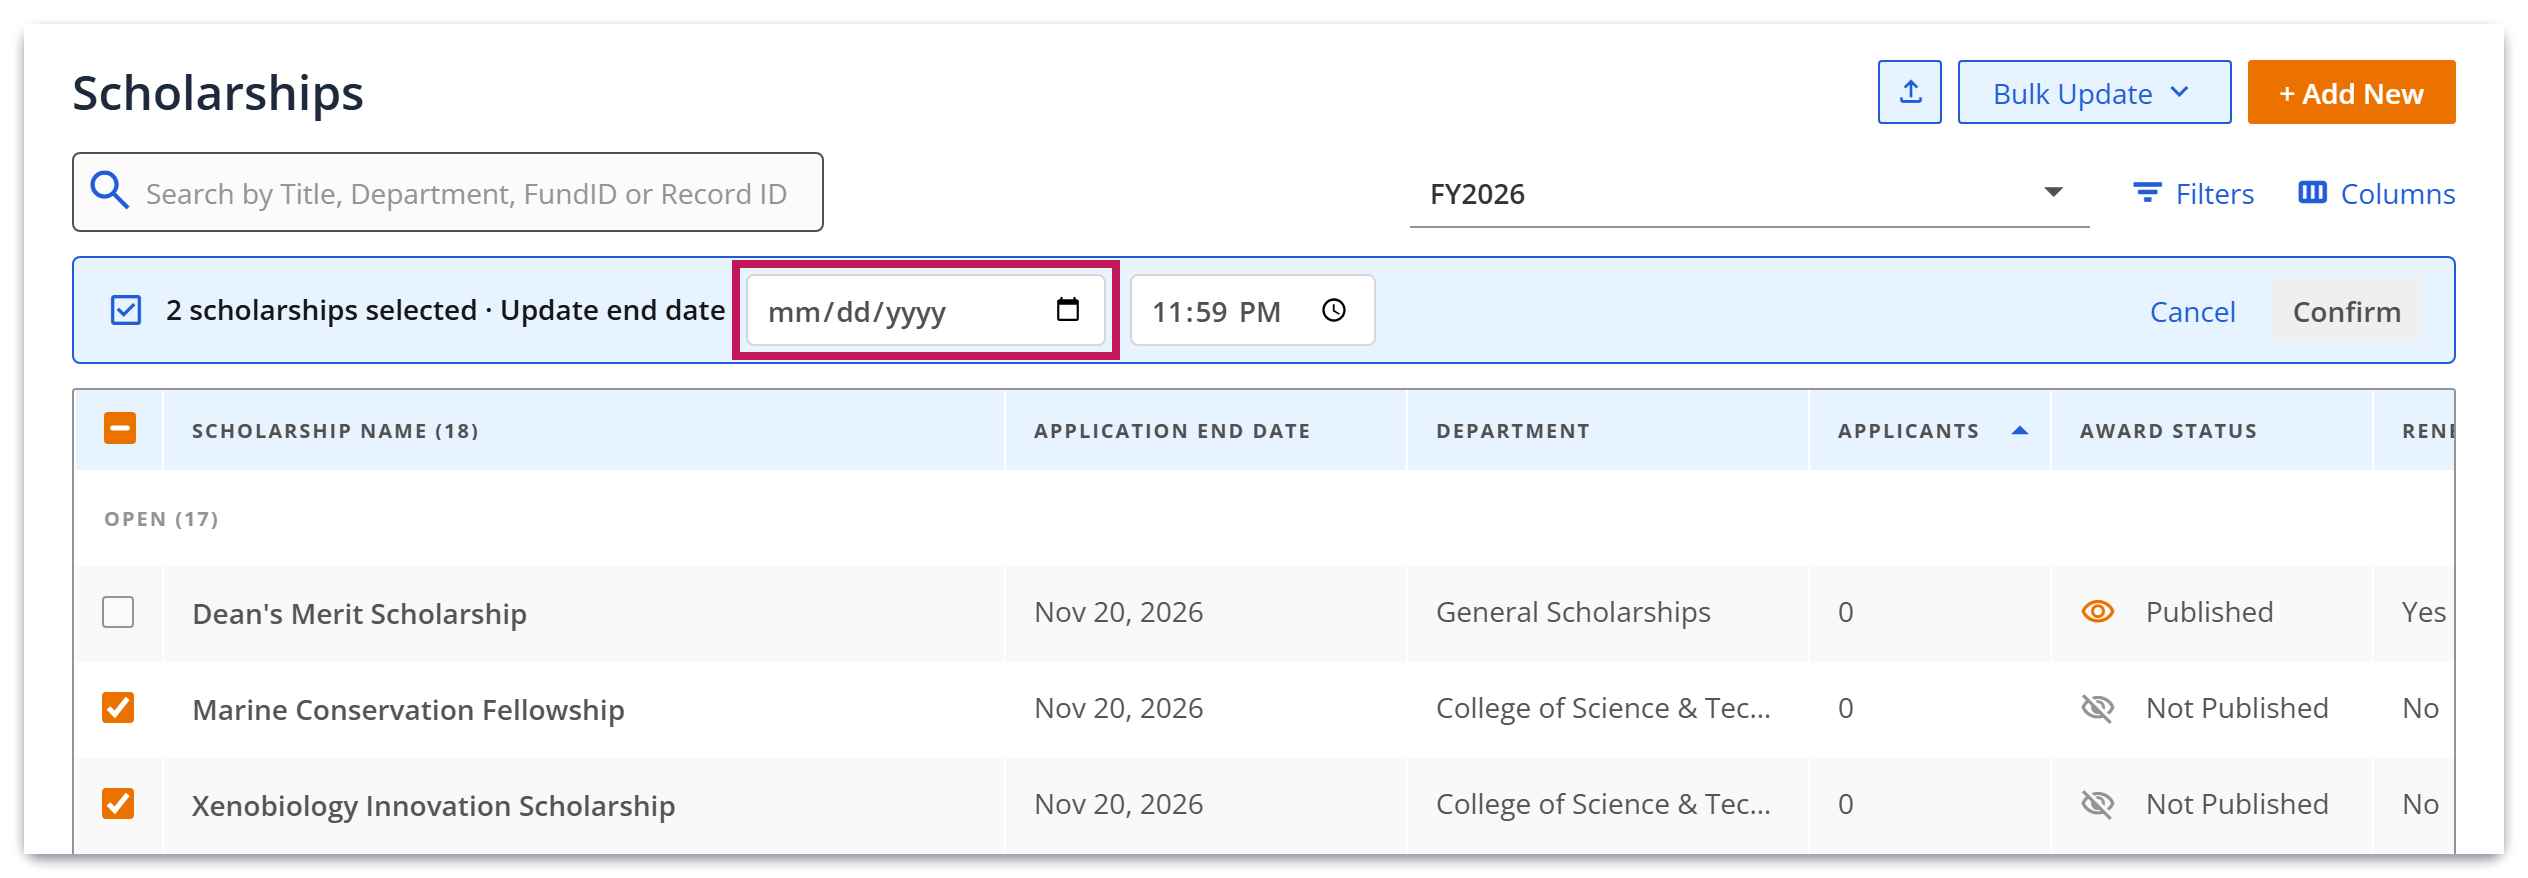 Scholarships
Bulk Update
+ Add New
Search by Title, Department, FundID or Record ID
FY2026
Filters
Columns
2 scholarships selected · Update end date
mm/dd/yyyy
11:59 PM
Cancel
Confirm
SCHOLARSHIP NAME (18) APPLICATION END DATE DEPARTMENT APPLICANTS AWARD STATUS RENE
OPEN (17)
Dean's Merit Scholarship Nov 20, 2026 General Scholarships 0 Published Yes
Marine Conservation Fellowship Nov 20, 2026 College of Science & Tec... 0 Not Published No
Xenobiology Innovation Scholarship Nov 20, 2026 College of Science & Tec... 0 Not Published No